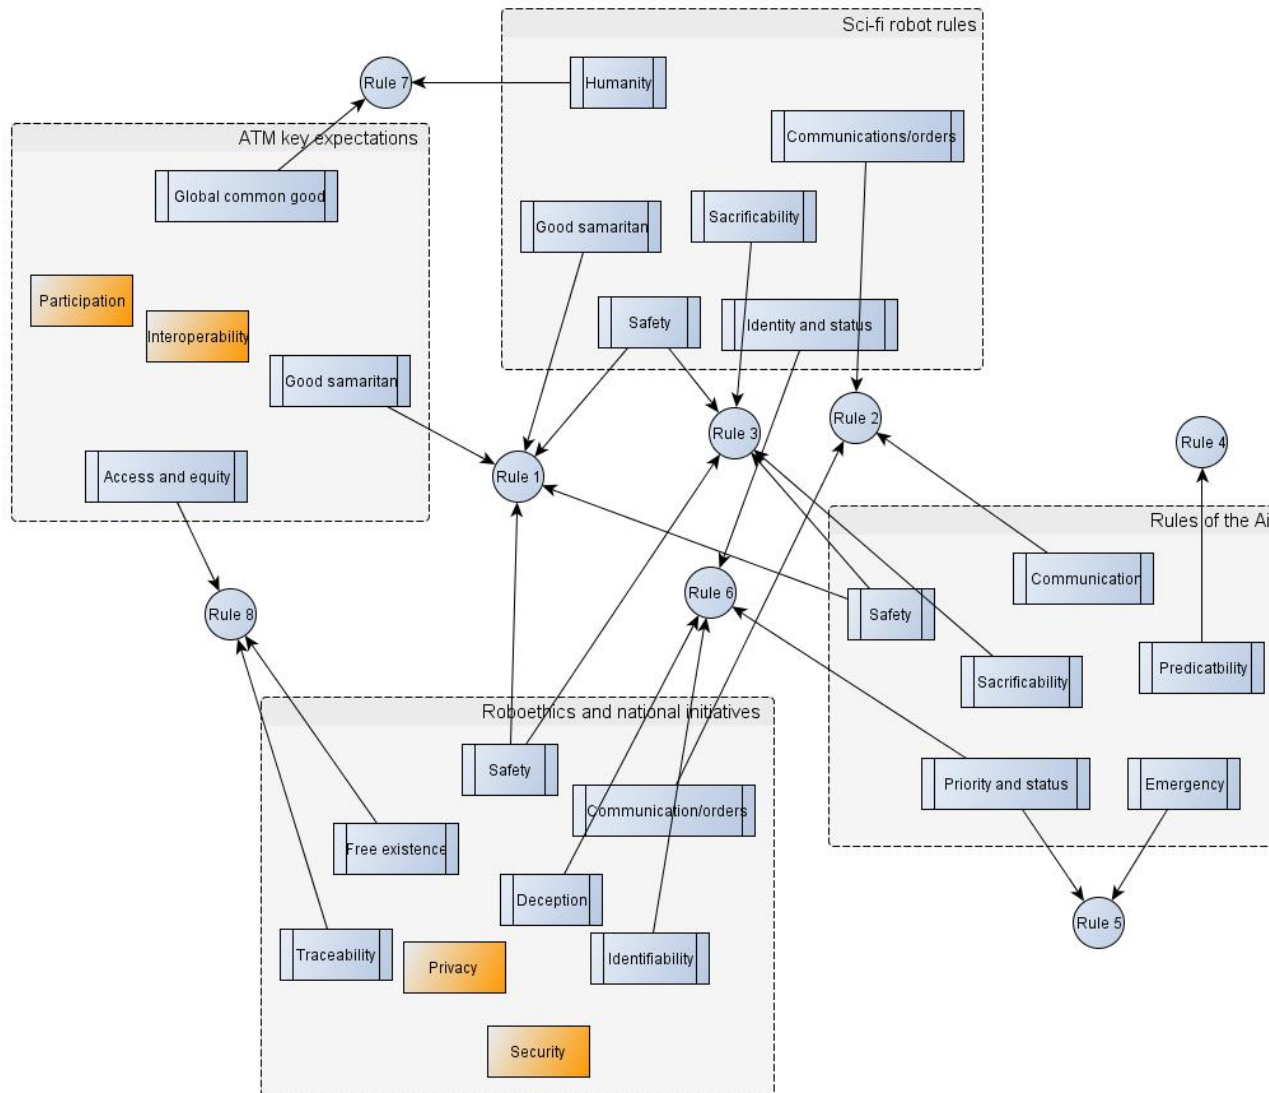 Sci-fi robot rules
Rule 7
Humanity
Communications/orders
ATM key expectations
Global common good
Sacrificability
Good samaritan
Participation
Interoperability
Safety
Identity and status
Good samaritan
Rule 3
Rule 2
Rule 4
Access and equity
Rule 1
Rules of the Ai
Communication
Rule 8
Rule 6
Safety
Predicatbility
Sacrificability
Roboethics and national initiatives
Safety
Priority and status
Emergency
Communication/orders
Free existence
Deception
Rule 5
Traceability
Privacy
Identifiability
Security